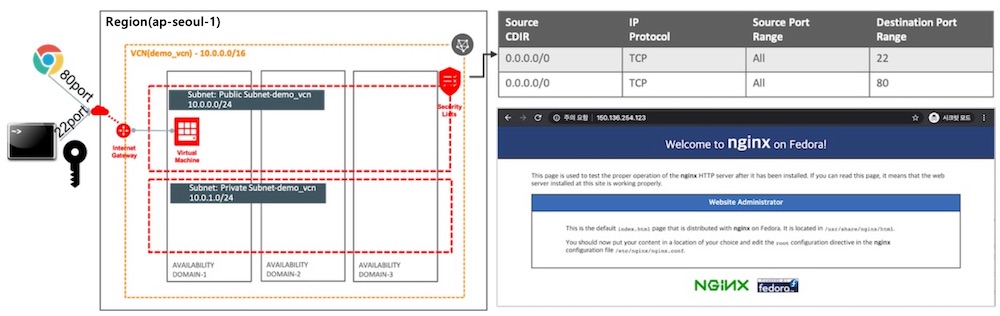 Region(ap-seoul-1)
VCN(demo_vcn) - 10.0.0.0/16
80port
22port
>_
Internet
Gateway
Subnet: Public Subnet-demo_vcn
10.0.0.0/24
Virtual
Machine
Security
Lists
Subnet: Private Subnet-demo_vcn
10.0.1.0/24
AVAILABILITY
DOMAIN-1
AVAILABILITY
DOMAIN-2
AVAILABILITY
DOMAIN-3
Source CDIR | IP Protocol | Source Port Range | Destination Port Range
0.0.0.0/0 | TCP | All | 22
0.0.0.0/0 | TCP | All | 80
주의 요함 | 150.136.254.123
시크릿 모드
Welcome to nginx on Fedora!
This page is used to test the proper operation of the nginx HTTP server after it has been installed. If you can read this page, it means that the web
server installed at this site is working properly.
Website Administrator
This is the default index.html page that is distributed with nginx on Fedora. It is located in /usr/share/nginx/html.
You should now put your content in a location of your choice and edit the root configuration directive in the nginx
configuration file /etc/nginx/nginx.conf.
NGINX
fedora